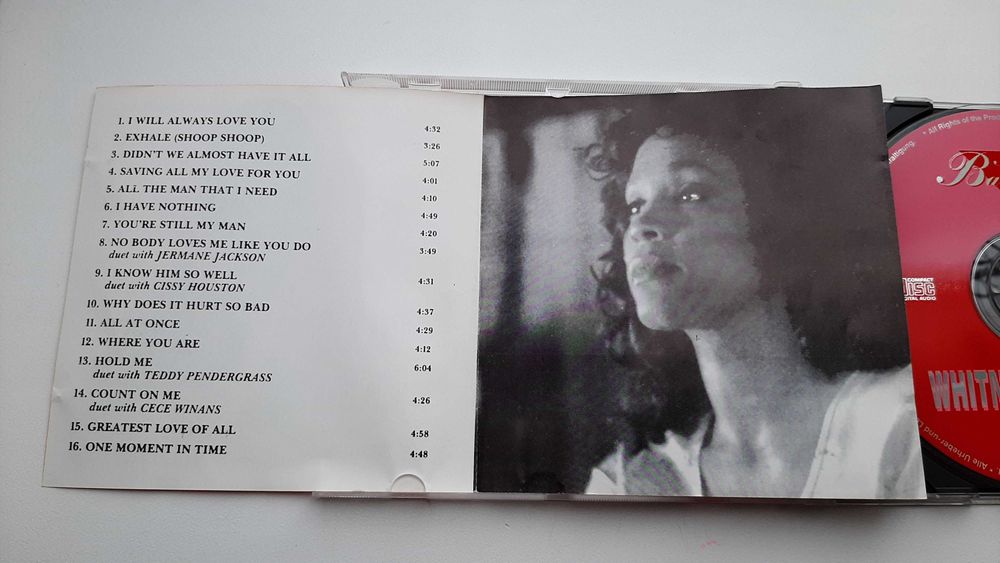 1. I WILL ALWAYS LOVE YOU 4:32
2. EXHALE (SHOOP SHOOP) 3:26
3. DIDN'T WE ALMOST HAVE IT ALL 5:07
4. SAVING ALL MY LOVE FOR YOU 4:01
5. ALL THE MAN THAT I NEED 4:10
6. I HAVE NOTHING 4:49
7. YOU'RE STILL MY MAN 4:20
8. NO BODY LOVES ME LIKE YOU DO
duet with JERMANE JACKSON 3:49
9. I KNOW HIM SO WELL
duet with CISSY HOUSTON 4:31
10. WHY DOES IT HURT SO BAD 4:37
11. ALL AT ONCE 4:29
12. WHERE YOU ARE 4:12
13. HOLD ME 6:04
duet with TEDDY PENDERGRASS
14. COUNT ON ME
duet with CECE WINANS 4:26
15. GREATEST LOVE OF ALL 4:58
16. ONE MOMENT IN TIME 4:48
* All Rights of the
COMPACT
DISC
DIGITAL AUDIO
WHITN
* Alle Urheber-und